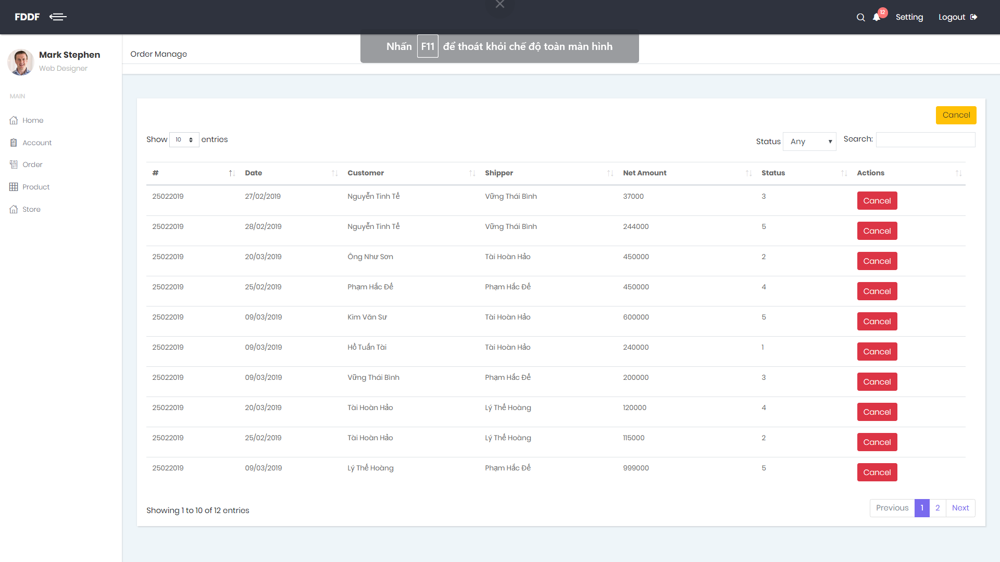 FDDF
12
Setting
Logout
Nhấn F11 để thoát khỏi chế độ toàn màn hình
Mark Stephen
Web Designer
MAIN
Home
Account
Order
Product
Store
Order Manage
Cancel
Show 10 entries
Status Any Search:
# Date Customer Shipper Net Amount Status Actions
25022019 27/02/2019 Nguyễn Tinh Tế Vững Thái Bình 37000 3 Cancel
25022019 28/02/2019 Nguyễn Tinh Tế Vững Thái Bình 244000 5 Cancel
25022019 20/03/2019 Ông Như Sơn Tài Hoàn Hảo 450000 2 Cancel
25022019 25/02/2019 Phạm Hắc Đế Phạm Hắc Đế 450000 4 Cancel
25022019 09/03/2019 Kim Văn Sư Tài Hoàn Hảo 600000 5 Cancel
25022019 09/03/2019 Hồ Tuấn Tài Tài Hoàn Hảo 240000 1 Cancel
25022019 09/03/2019 Vững Thái Bình Phạm Hắc Đế 200000 3 Cancel
25022019 20/03/2019 Tài Hoàn Hảo Lý Thế Hoàng 120000 4 Cancel
25022019 25/02/2019 Tài Hoàn Hảo Lý Thế Hoàng 115000 2 Cancel
25022019 09/03/2019 Lý Thế Hoàng Phạm Hắc Đế 999000 5 Cancel
Showing 1 to 10 of 12 entries
Previous 1 2 Next